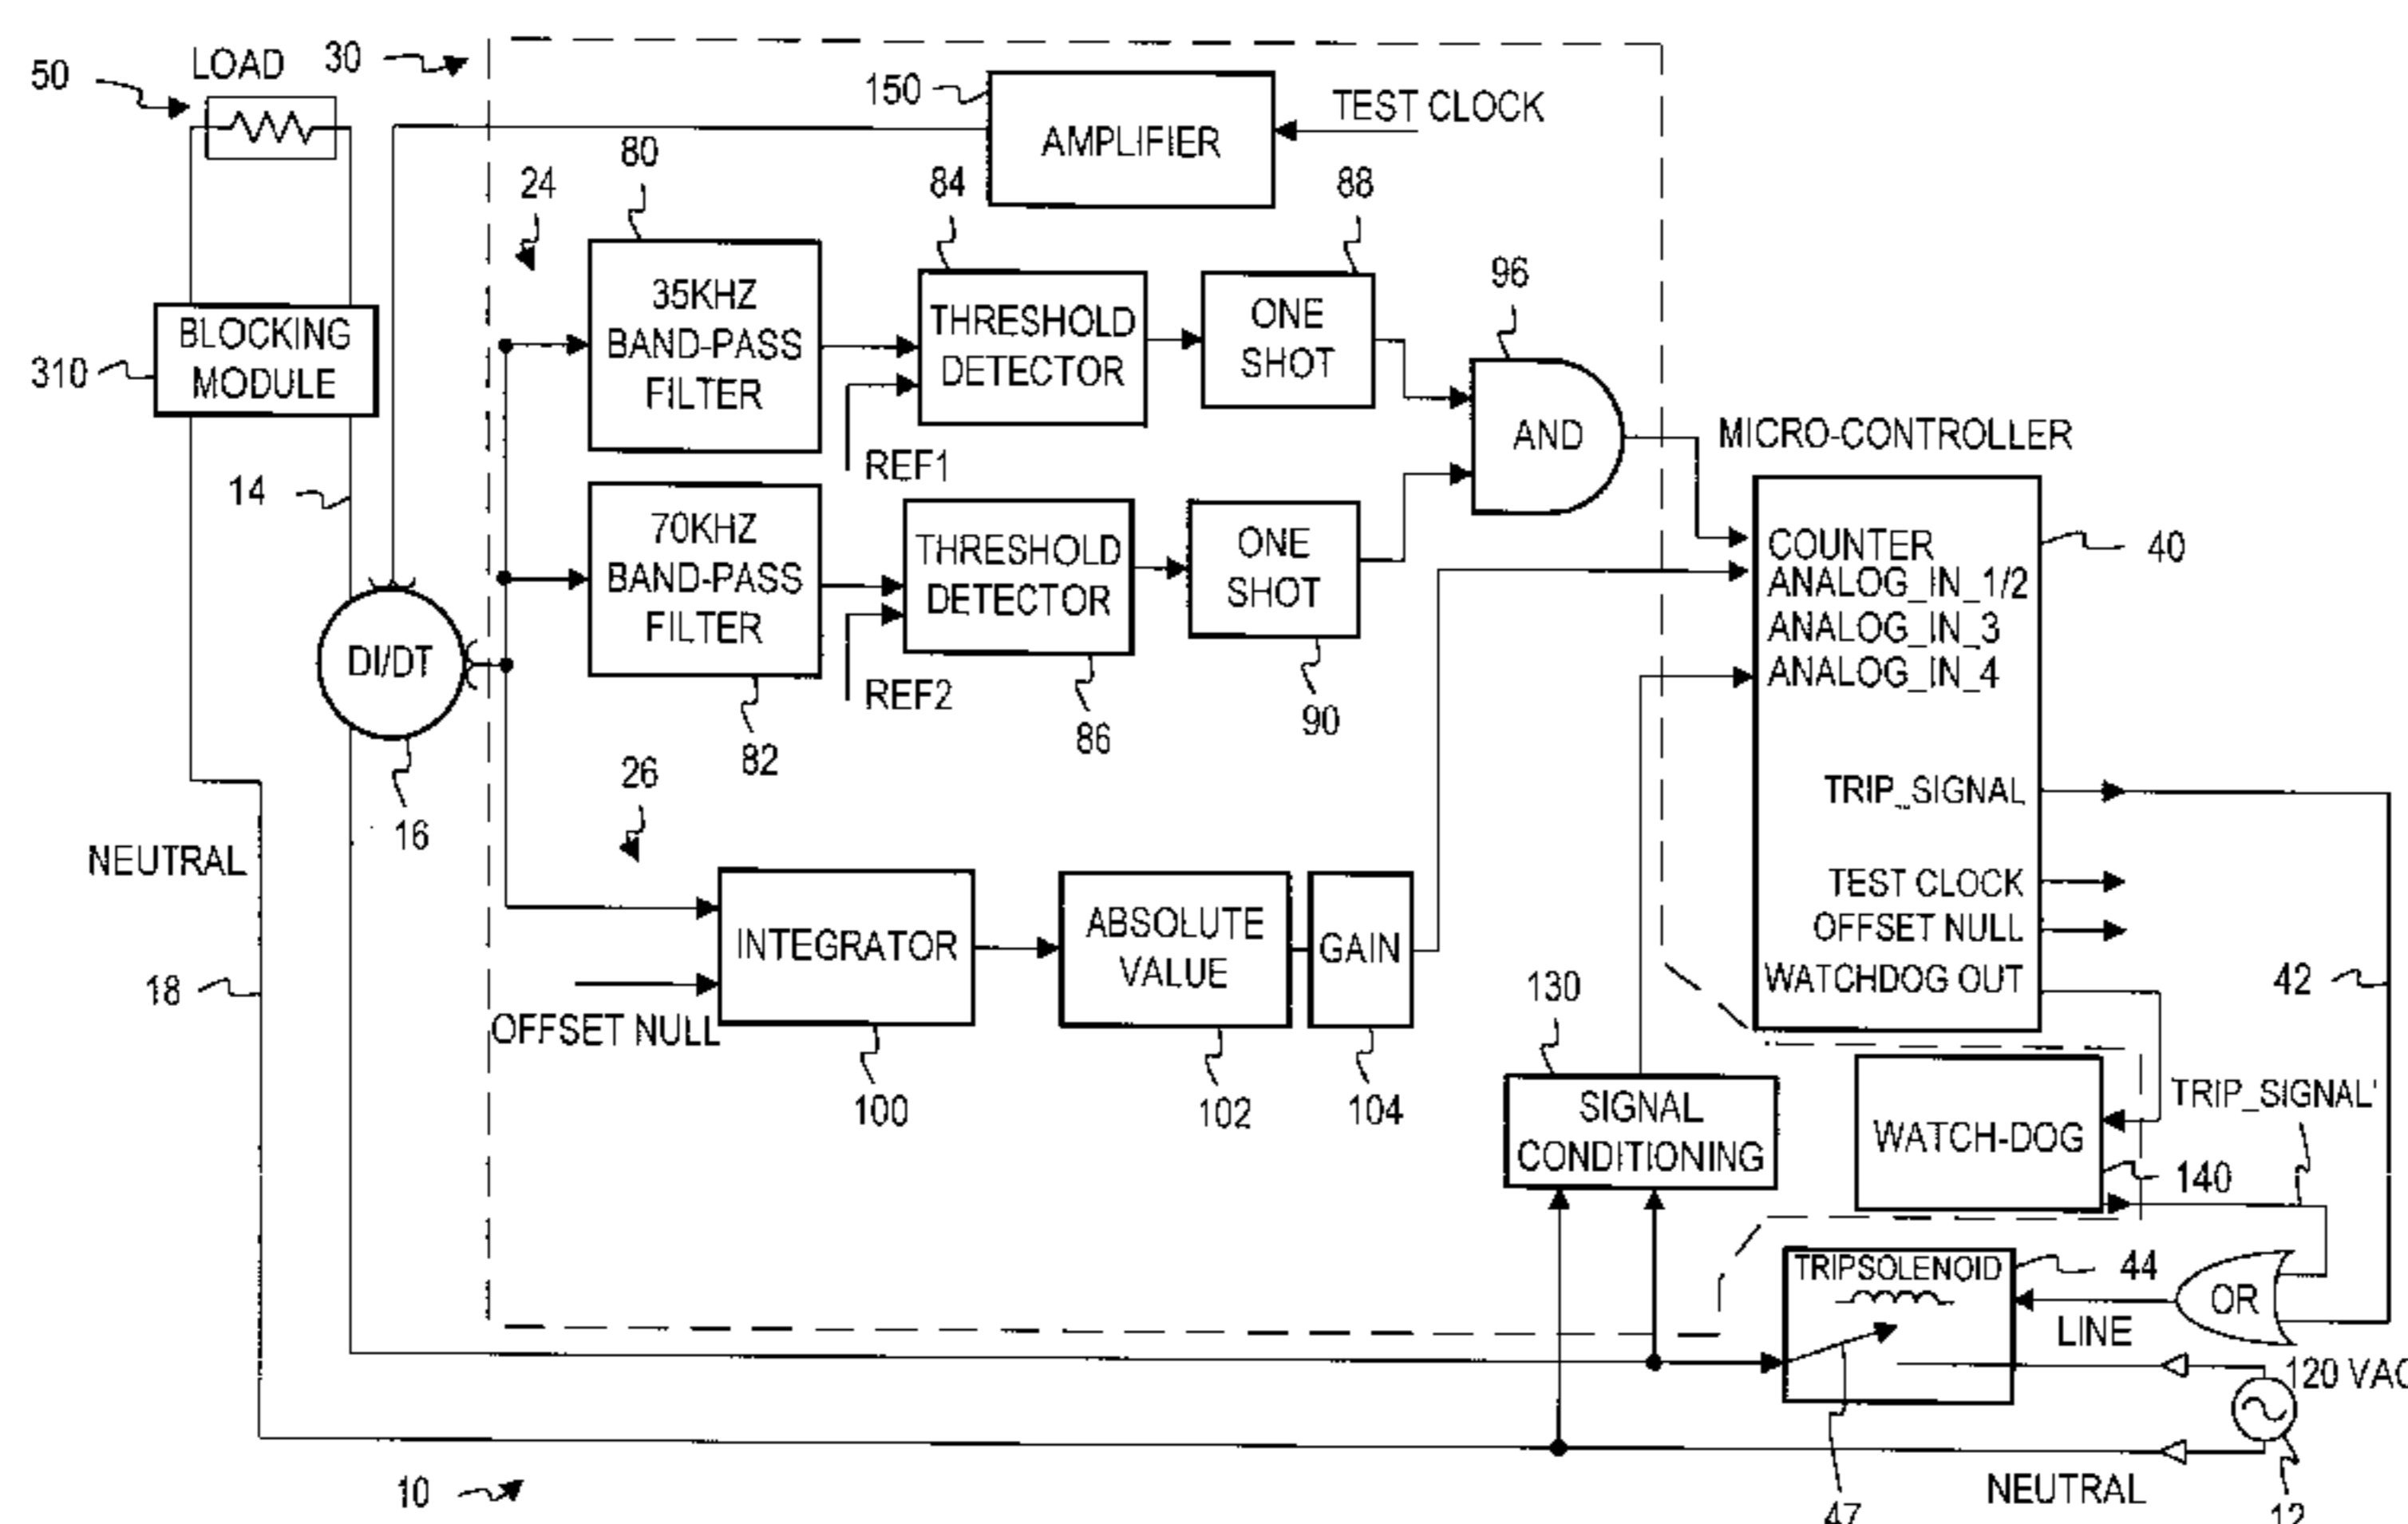 50
LOAD
30
150
AMPLIFIER
TEST CLOCK
24
80
84
88
96
35KHZ
BAND-PASS
FILTER
THRESHOLD
DETECTOR
ONE
SHOT
AND
BLOCKING
MODULE
310
REF1
MICRO-CONTROLLER
14
70KHZ
BAND-PASS
FILTER
THRESHOLD
DETECTOR
ONE
SHOT
COUNTER
ANALOG_IN_1/2
ANALOG_IN_3
ANALOG_IN_4
40
DI/DT
REF2
82
86
90
16
26
TRIP_SIGNAL
TEST CLOCK
OFFSET NULL
WATCHDOG OUT
NEUTRAL
18
INTEGRATOR
ABSOLUTE
VALUE
GAIN
OFFSET NULL
100
102
104
130
42
SIGNAL
CONDITIONING
WATCH-DOG
TRIP_SIGNAL'
140
TRIPSOLENOID
44
OR
LINE
120 VAC
NEUTRAL
10
47
12